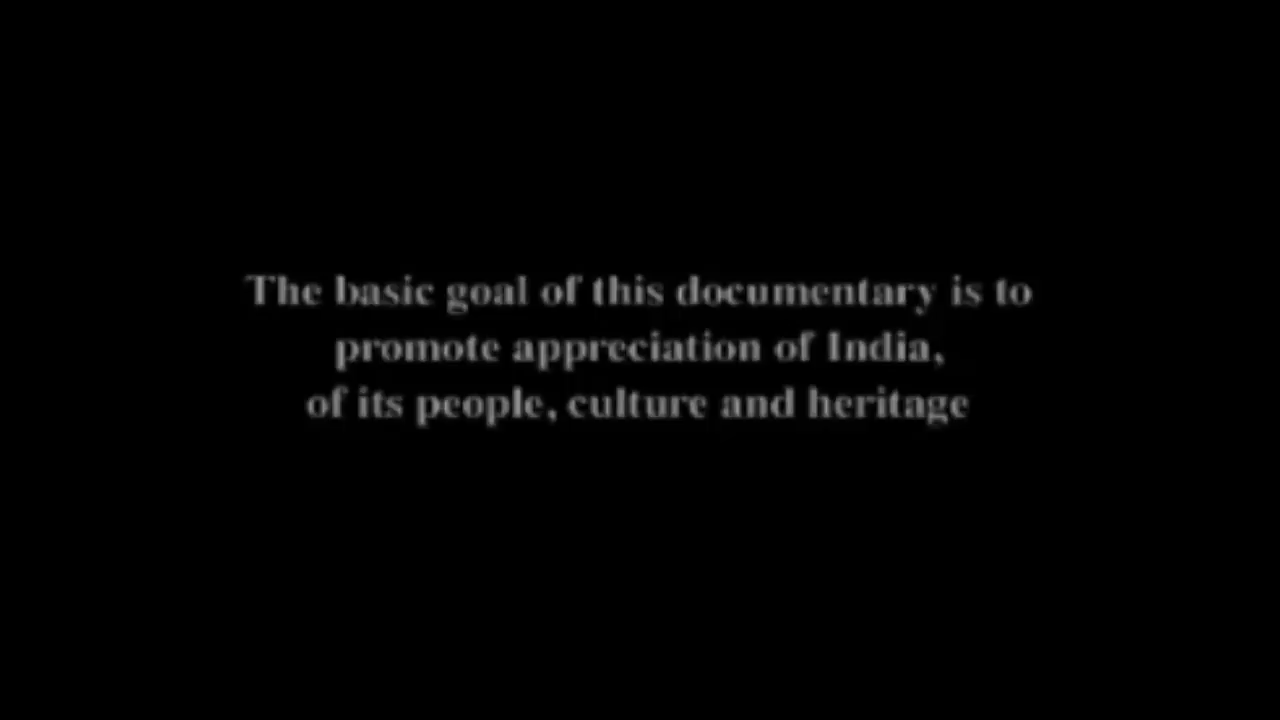 The basic goal of this documentary is to
promote appreciation of India,
of its people, culture and heritage